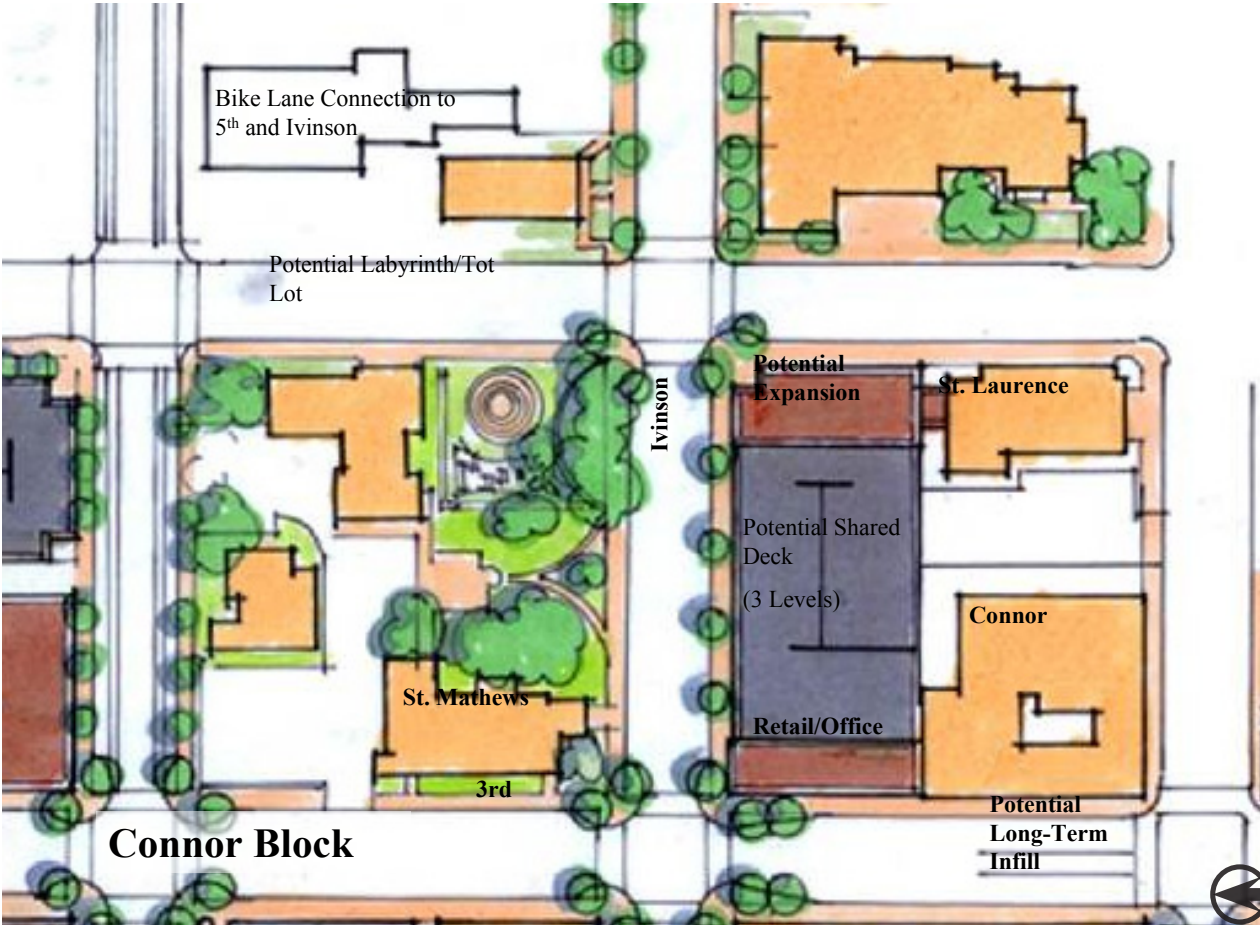 Bike Lane Connection to
5th and Ivinson
Potential Labyrinth/Tot
Lot
Ivinson
Potential
Expansion
St. Laurence
Potential Shared
Deck
(3 Levels)
Connor
St. Mathews
Retail/Office
3rd
Potential
Long-Term
Infill
Connor Block